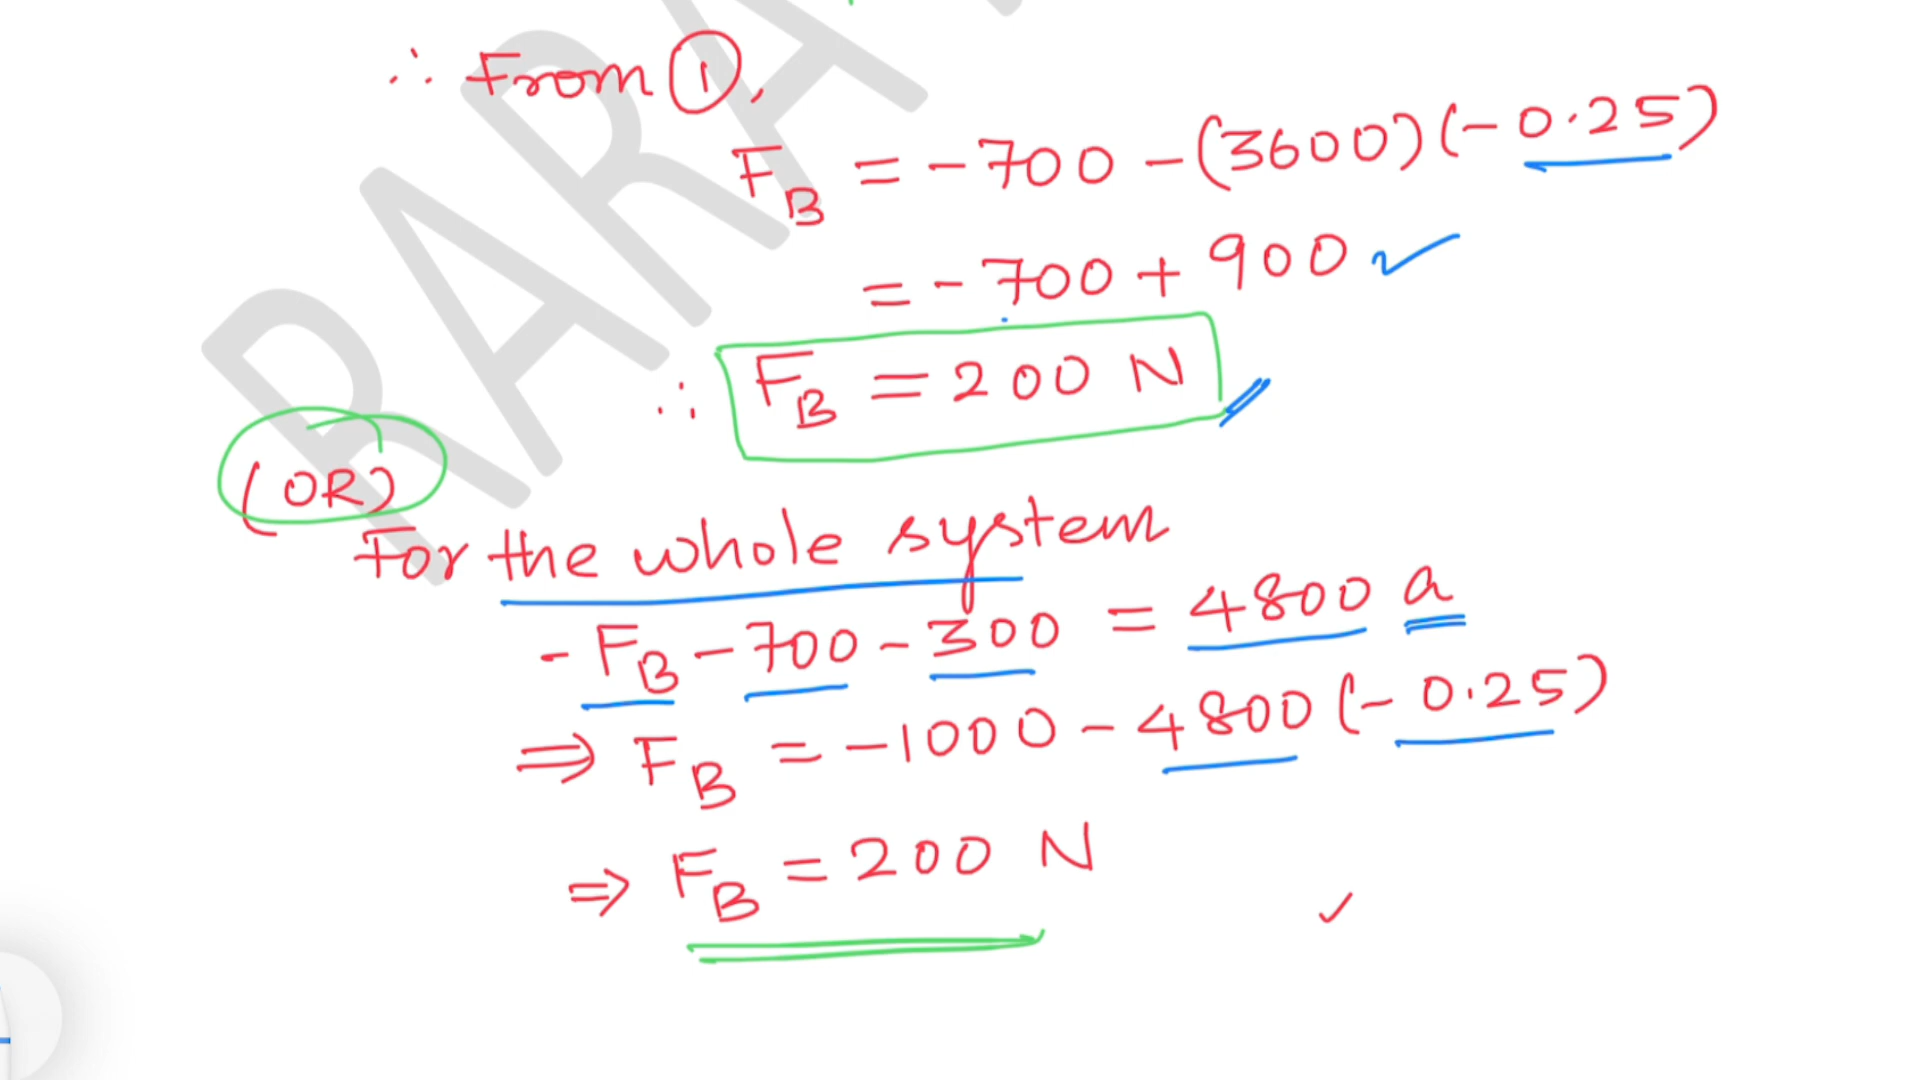 ∴ From ①,
F_B = -700 - (3600)(-0.25)
= -700 + 900 ✓
∴ F_B = 200 N
(OR)
For the whole system
-F_B - 700 - 300 = 4800 a
⇒ F_B = -1000 - 4800 (-0.25)
⇒ F_B = 200 N
✓